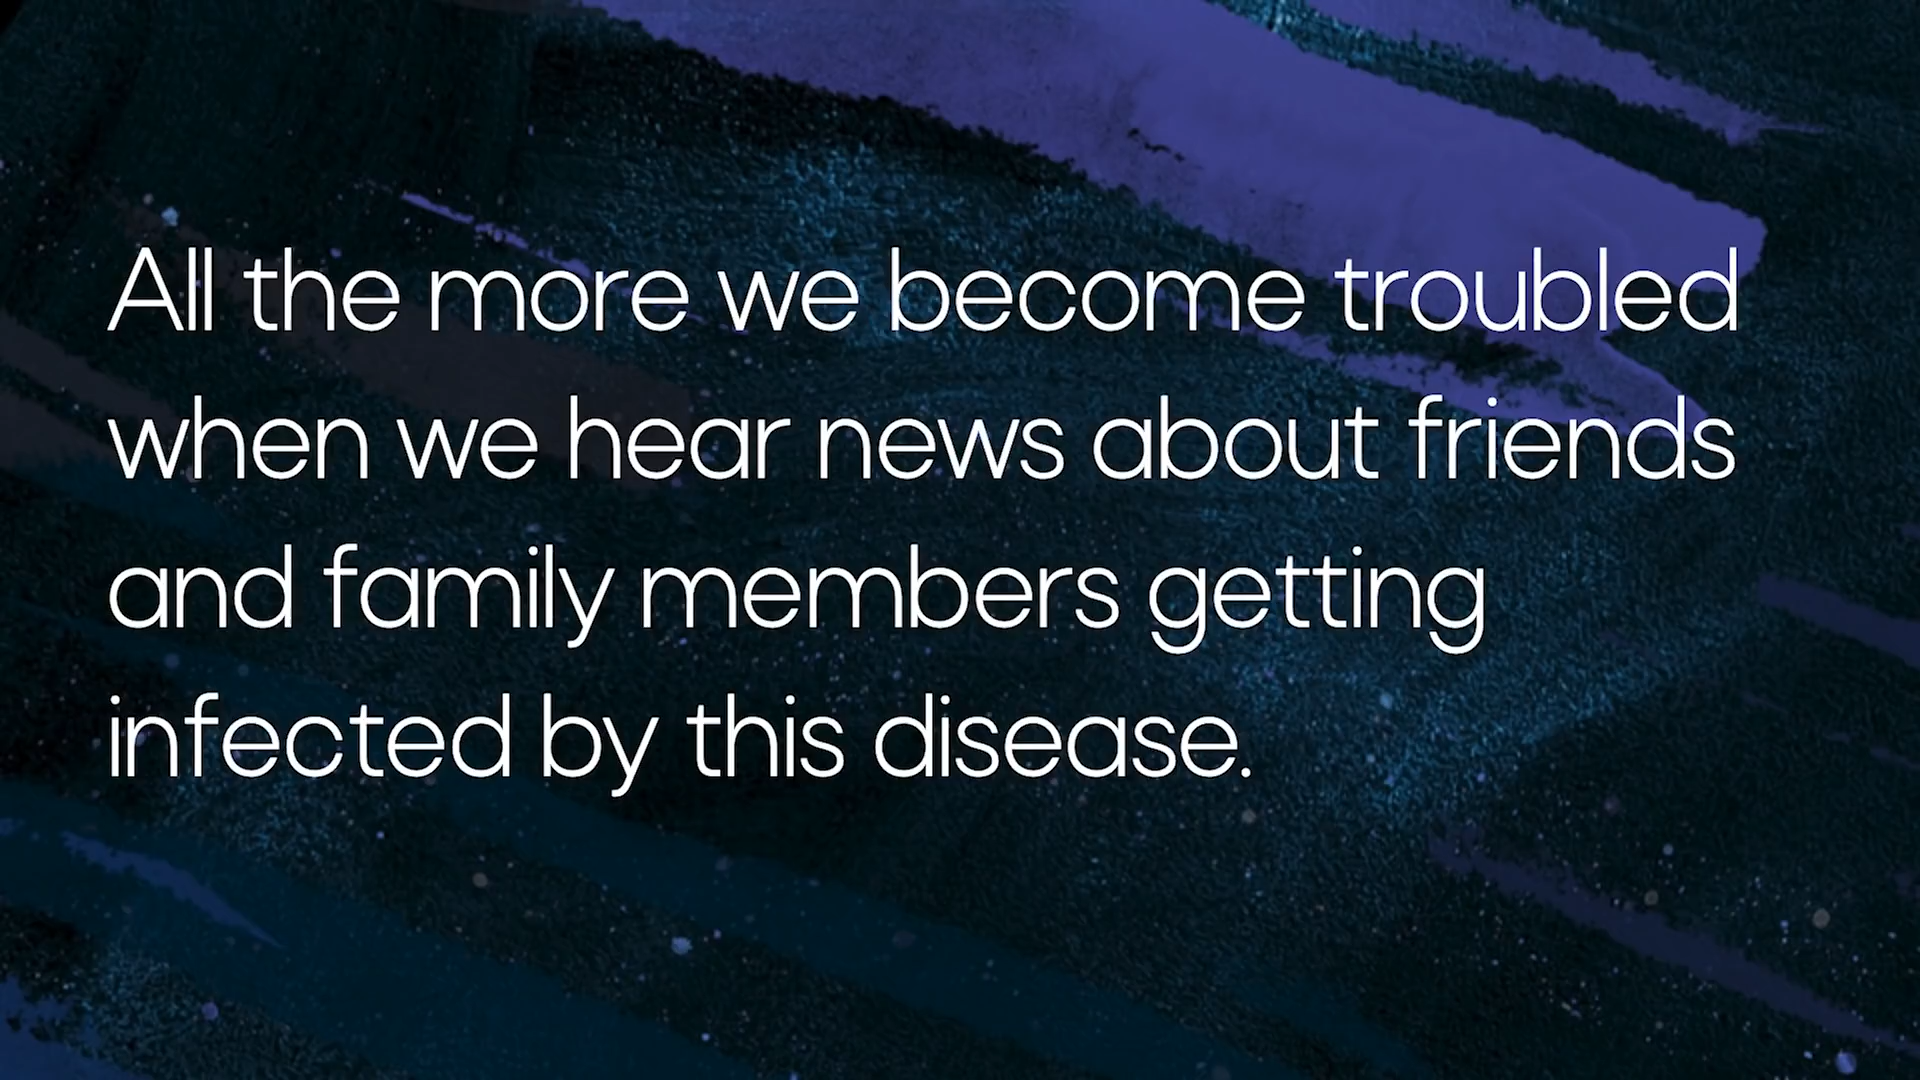 All the more we become troubled
when we hear news about friends
and family members getting
infected by this disease.